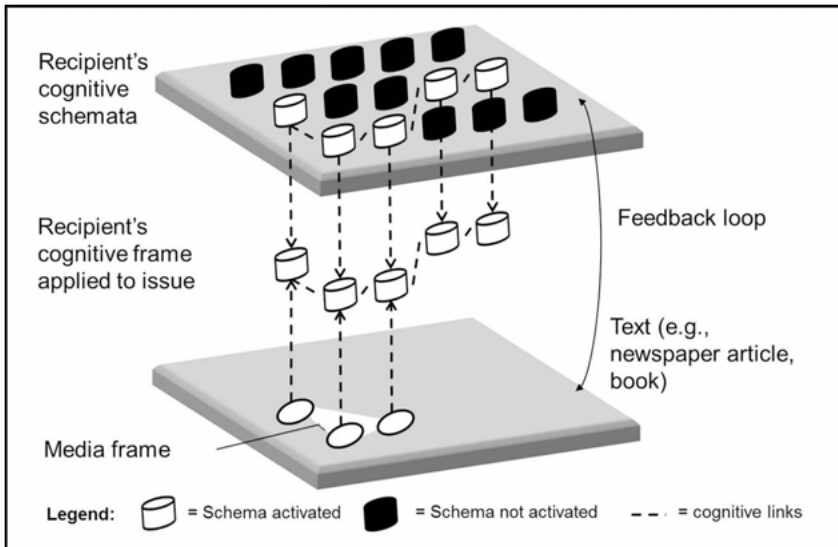 Recipient's
cognitive
schemata
Recipient's
cognitive frame
applied to issue
Feedback loop
Text (e.g.,
newspaper article,
book)
Media frame
Legend: = Schema activated = Schema not activated = cognitive links